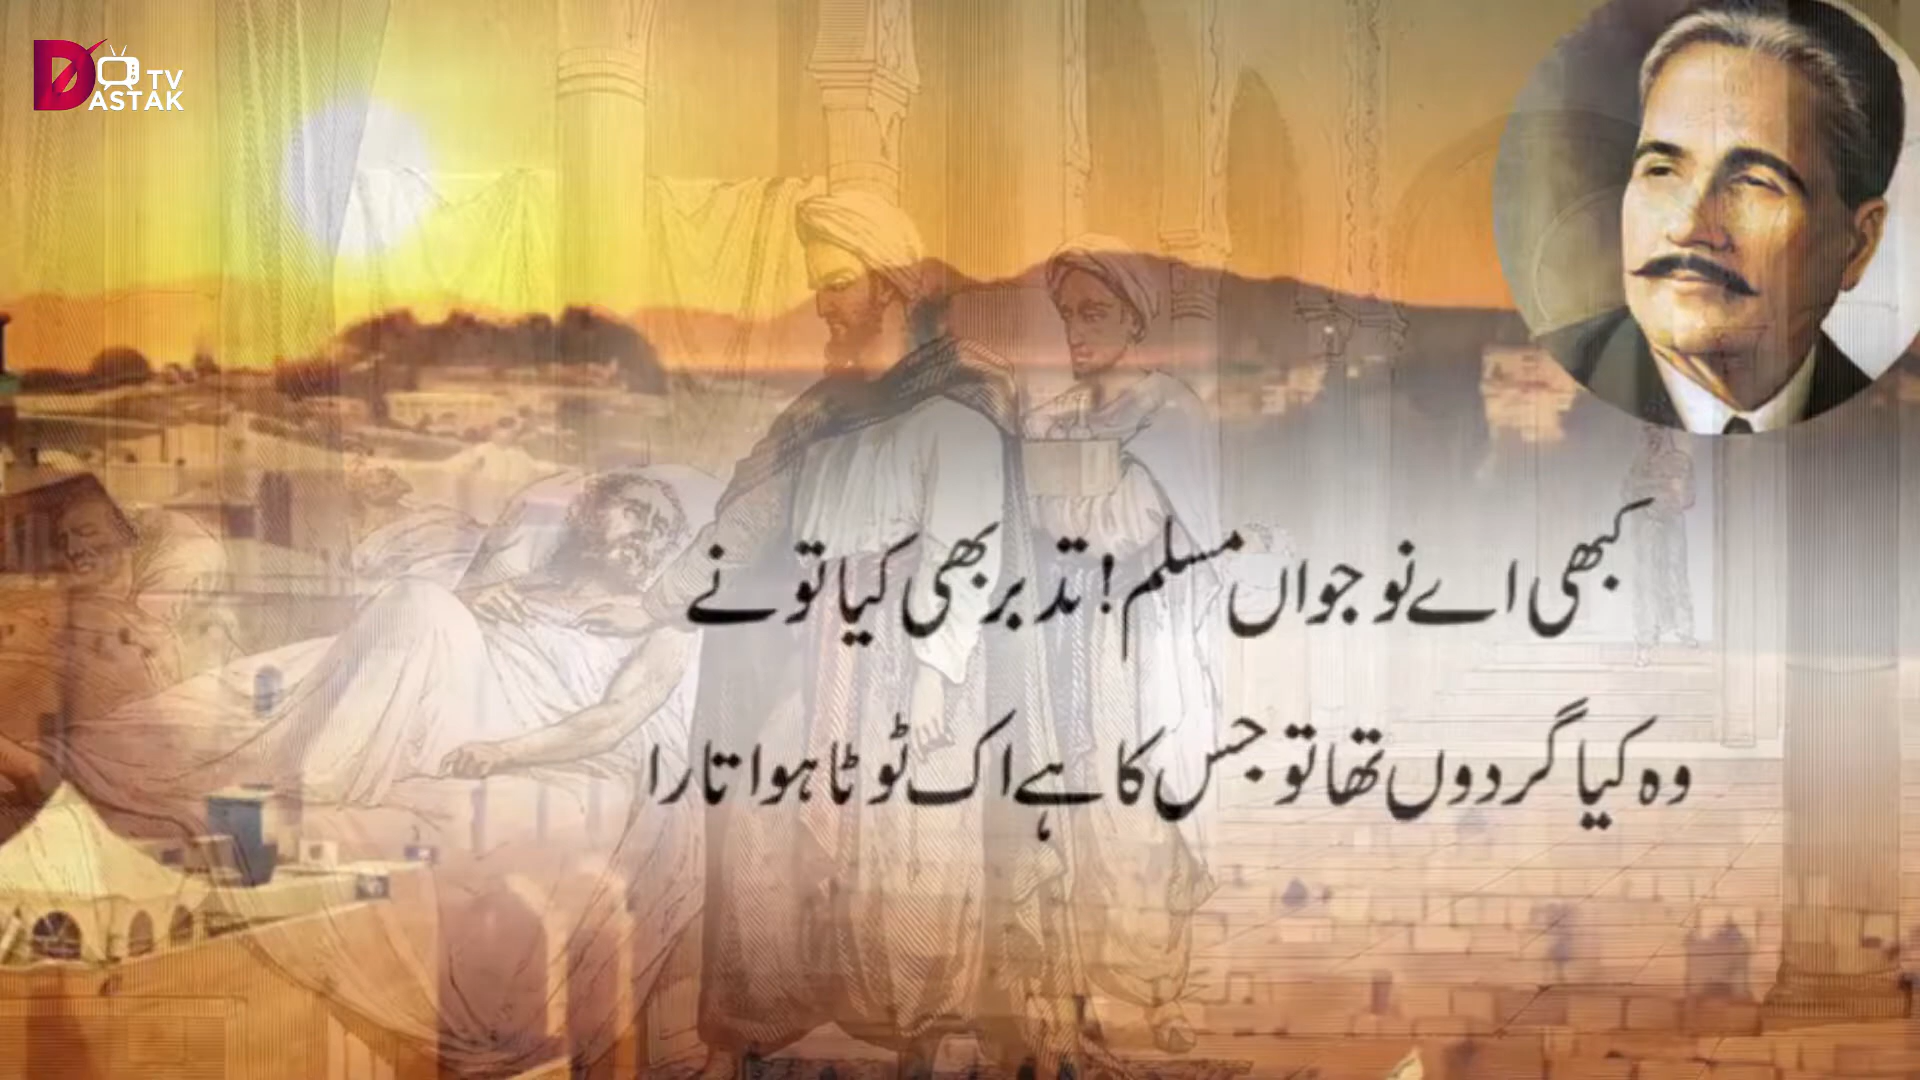 DASTAK TV
کبھی اے نوجواں مسلم! تدبر بھی کیا تو نے
وہ کیا گردوں تھا تو جس کا ہے اک ٹوٹا ہوا تارا